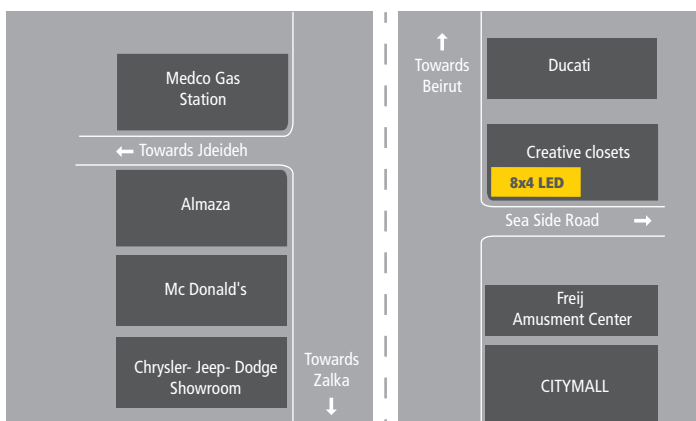 Medco Gas
Station
← Towards Jdeideh
Almaza
Mc Donald's
Chrysler- Jeep- Dodge
Showroom
Towards
Zalka
Towards
Beirut
Ducati
Creative closets
8x4 LED
Sea Side Road →
Freij
Amusment Center
CITYMALL